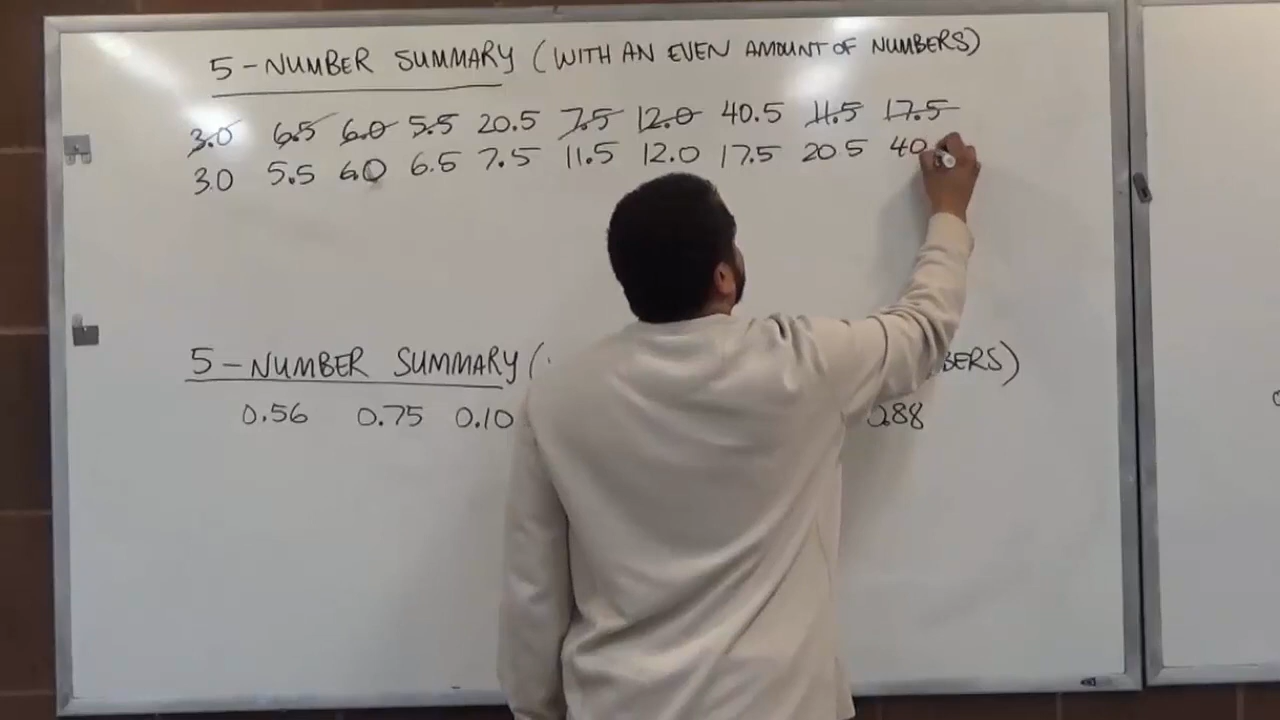 5-NUMBER SUMMARY (WITH AN EVEN AMOUNT OF NUMBERS)
3.0 6.5 6.0 5.5 20.5 7.5 12.0 40.5 11.5 17.5
3.0 5.5 6.0 6.5 7.5 11.5 12.0 17.5 20.5 40
5-NUMBER SUMMARY ( BERS)
0.56 0.75 0.10 0.88